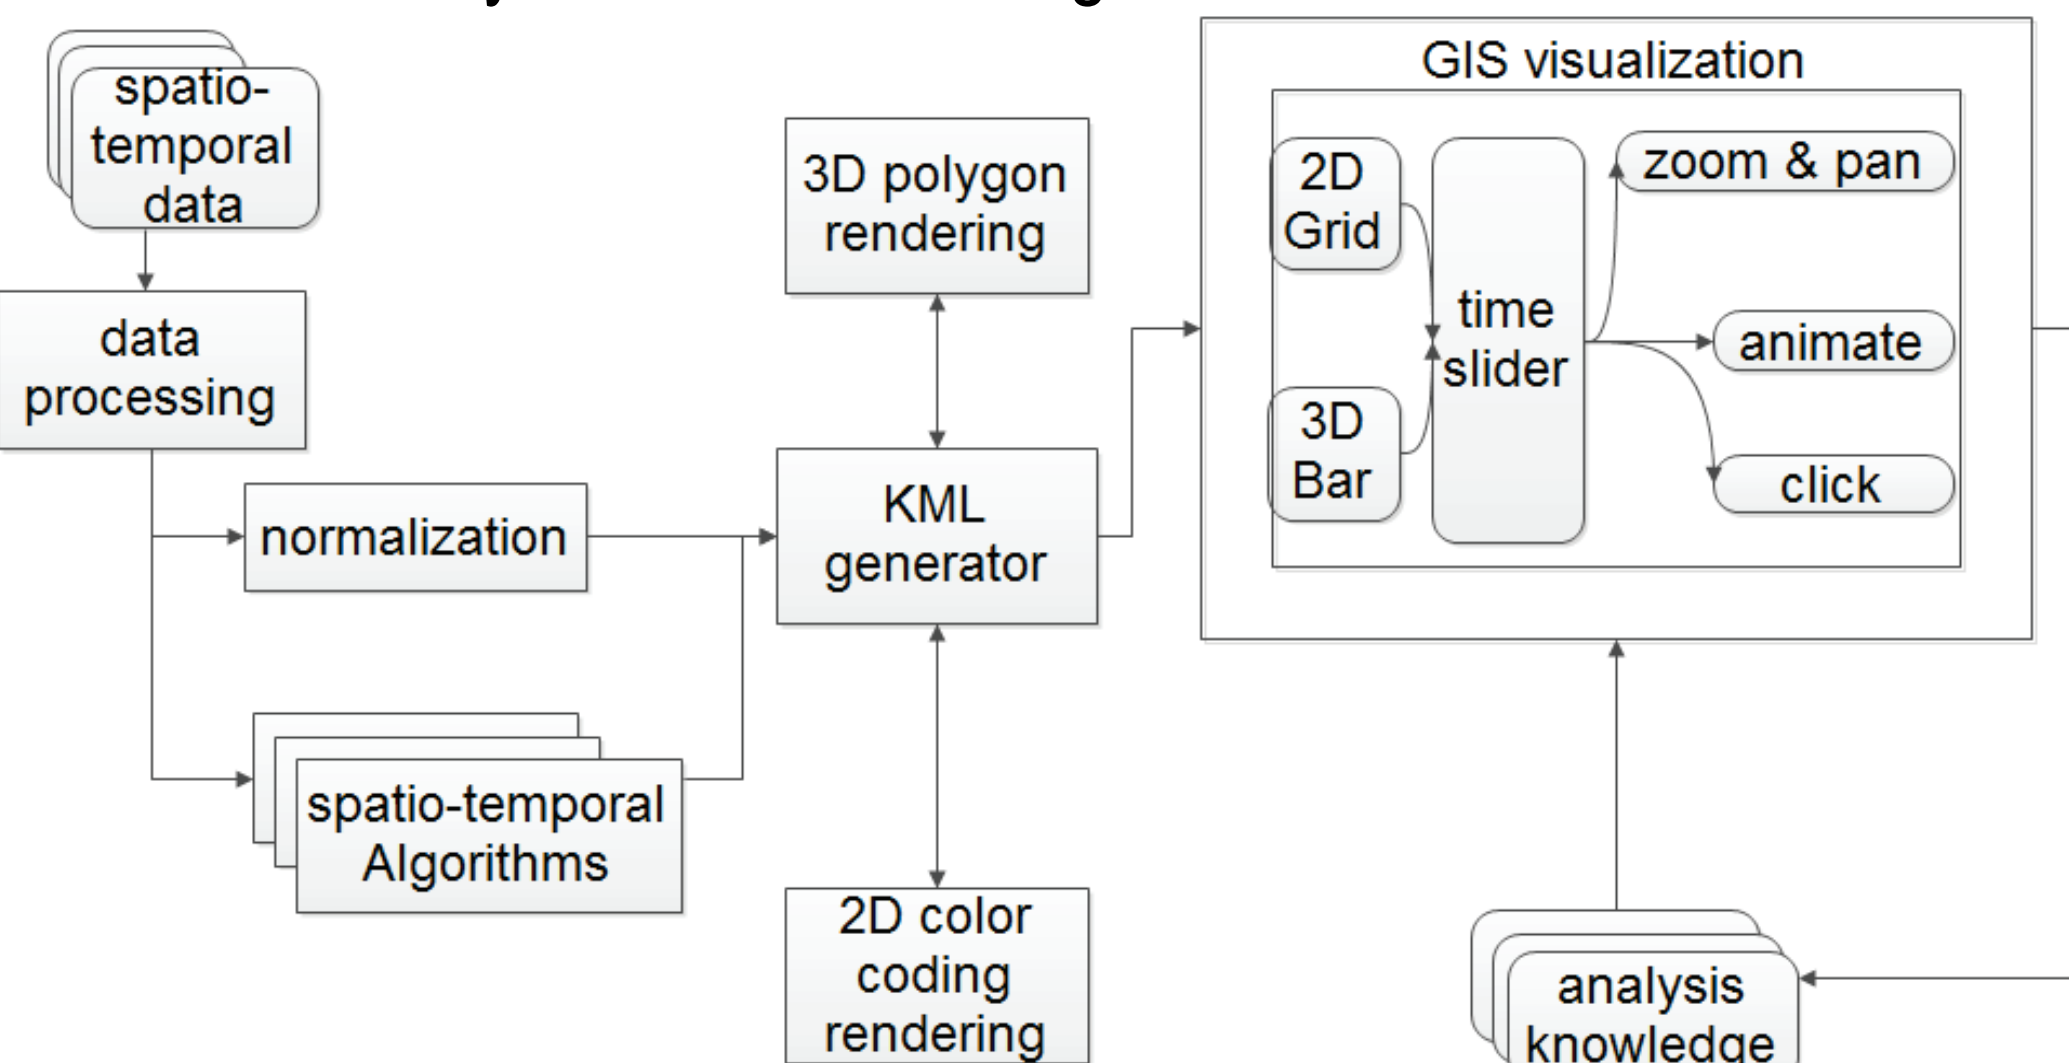 spatio-
temporal
data
data
processing
normalization
spatio-temporal
Algorithms
3D polygon
rendering
KML
generator
2D color
coding
rendering
GIS visualization
2D
Grid
3D
Bar
time
slider
zoom & pan
animate
click
analysis
knowledge